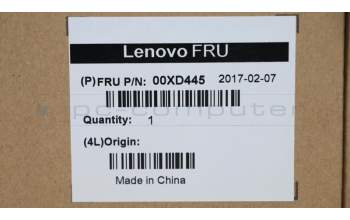 Lenovo FRU
(P)FRU P/N: 00XD445 2017-02-07
Quantity: 1
(4L)Origin:
Made in China